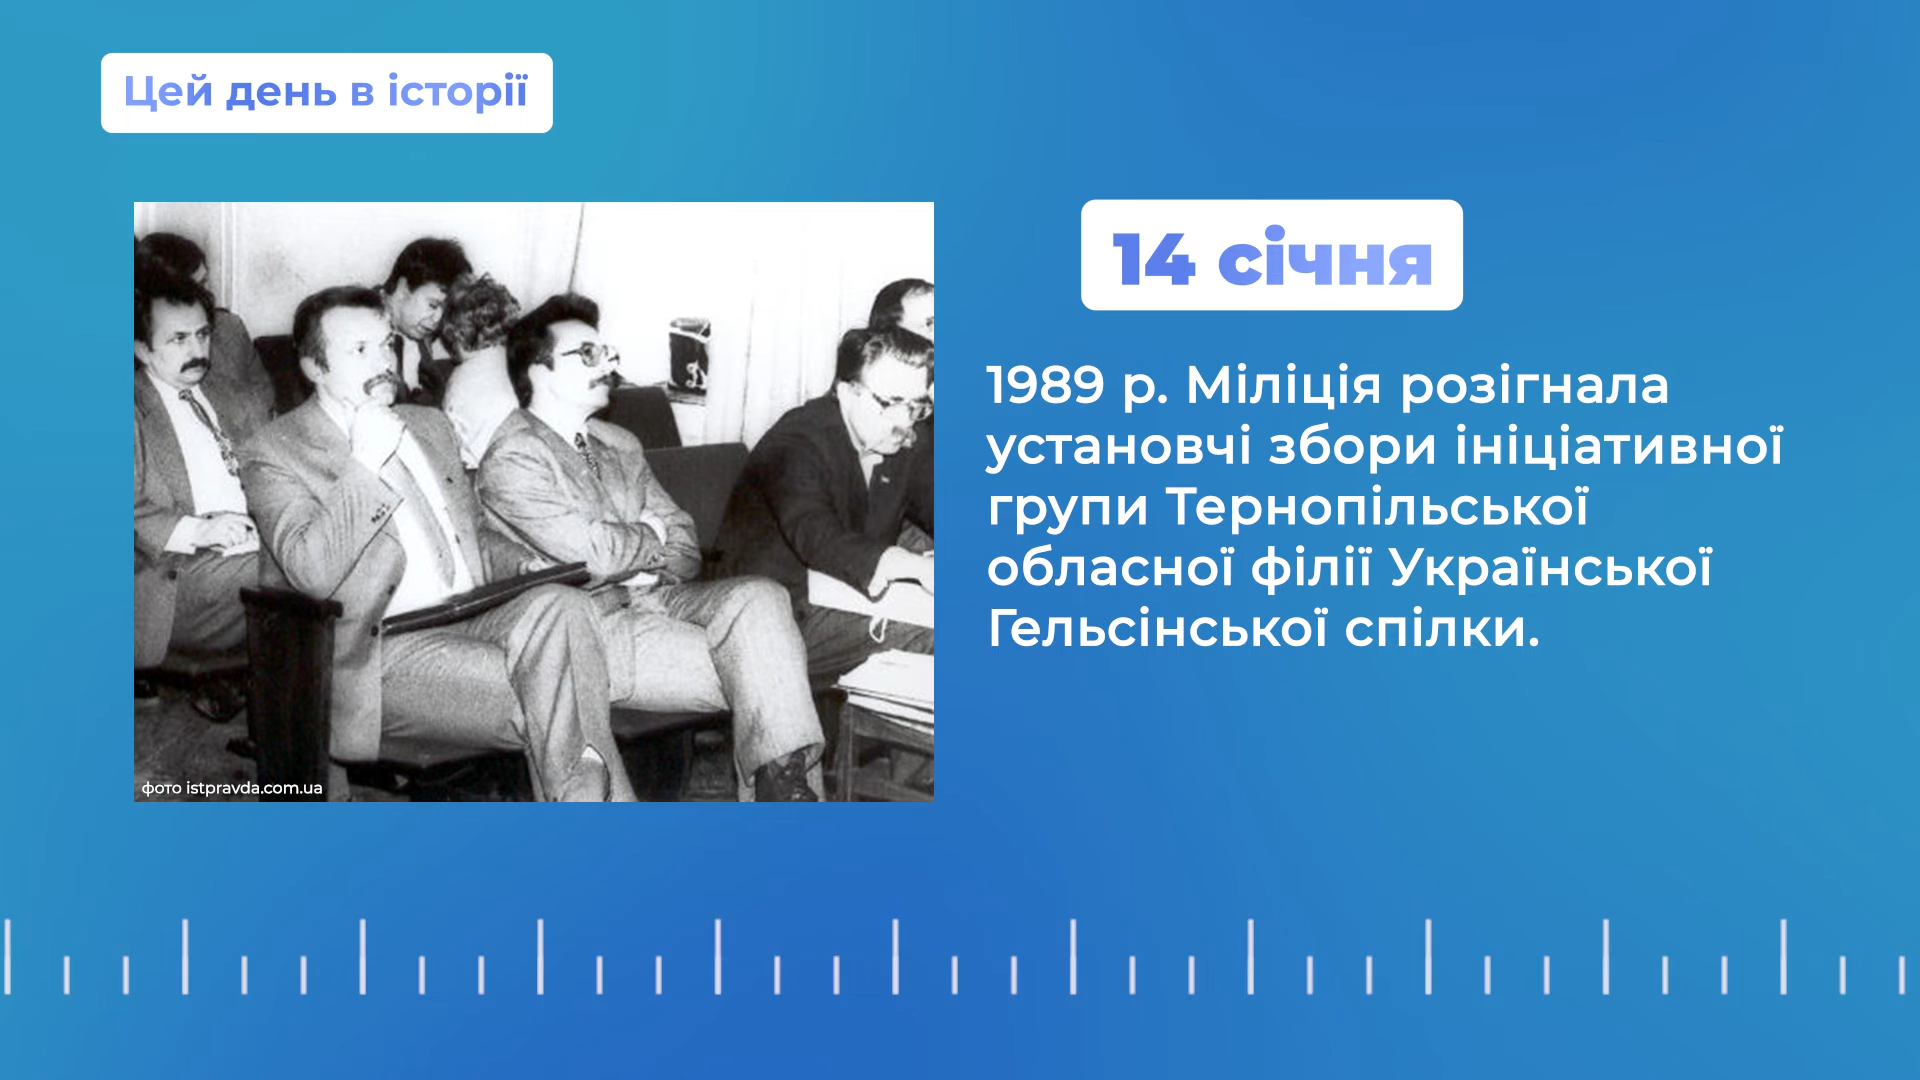 Цей день в історії
14 січня
1989 р. Міліція розігнала
установчі збори ініціативної
групи Тернопільської
обласної філії Української
Гельсінської спілки.
фото istpravda.com.ua